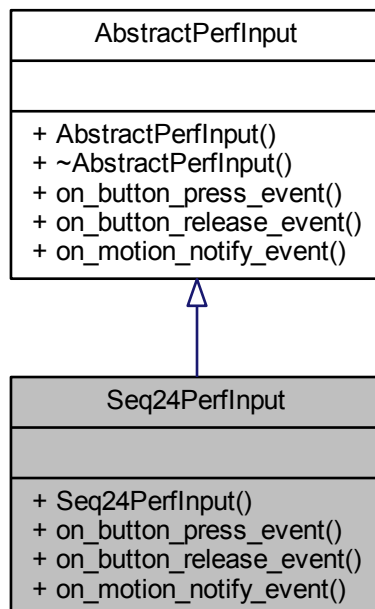 AbstractPerfInput
+ AbstractPerfInput()
+ ~AbstractPerfInput()
+ on_button_press_event()
+ on_button_release_event()
+ on_motion_notify_event()
Seq24PerfInput
+ Seq24PerfInput()
+ on_button_press_event()
+ on_button_release_event()
+ on_motion_notify_event()